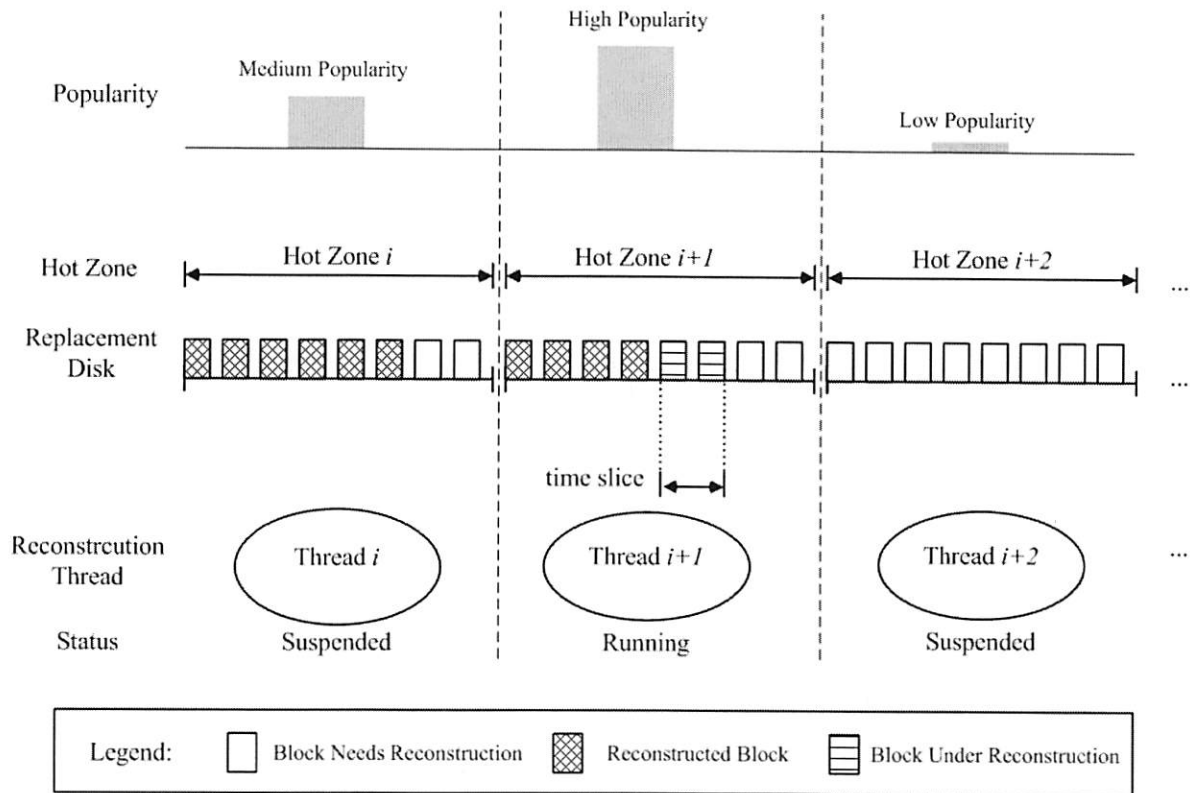 High Popularity
Medium Popularity
Popularity
Low Popularity
Hot Zone
Hot Zone i
Hot Zone i+1
Hot Zone i+2
...
Replacement
Disk
...
time slice
Reconstrcution
Thread
Thread i
Thread i+1
Thread i+2
...
Status
Suspended
Running
Suspended
Legend:
Block Needs Reconstruction
Reconstructed Block
Block Under Reconstruction